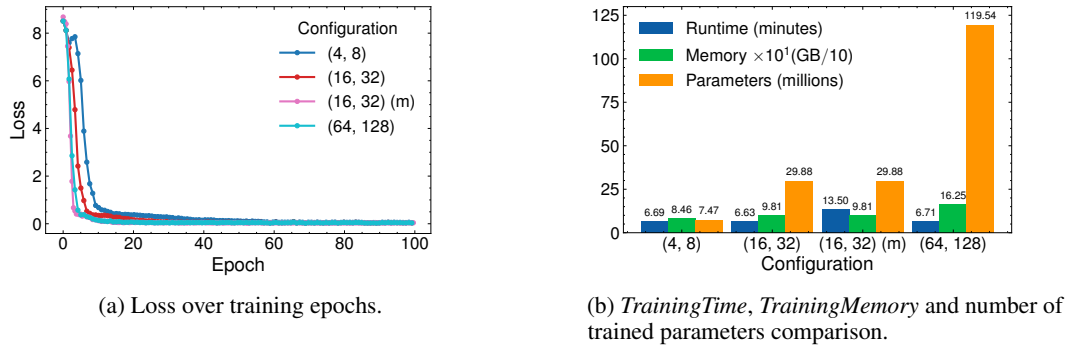 Configuration
(4, 8)
(16, 32)
(16, 32) (m)
(64, 128)
Loss
8
6
4
2
0
0 20 40 60 80 100
Epoch
(a) Loss over training epochs.
Runtime (minutes)
Memory ×10¹(GB/10)
Parameters (millions)
125
100
75
50
25
0
6.69 8.46 7.47
6.63 9.81 29.88
13.50 9.81 29.88
6.71 16.25 119.54
(4, 8) (16, 32) (16, 32) (m) (64, 128)
Configuration
(b) TrainingTime, TrainingMemory and number of
trained parameters comparison.